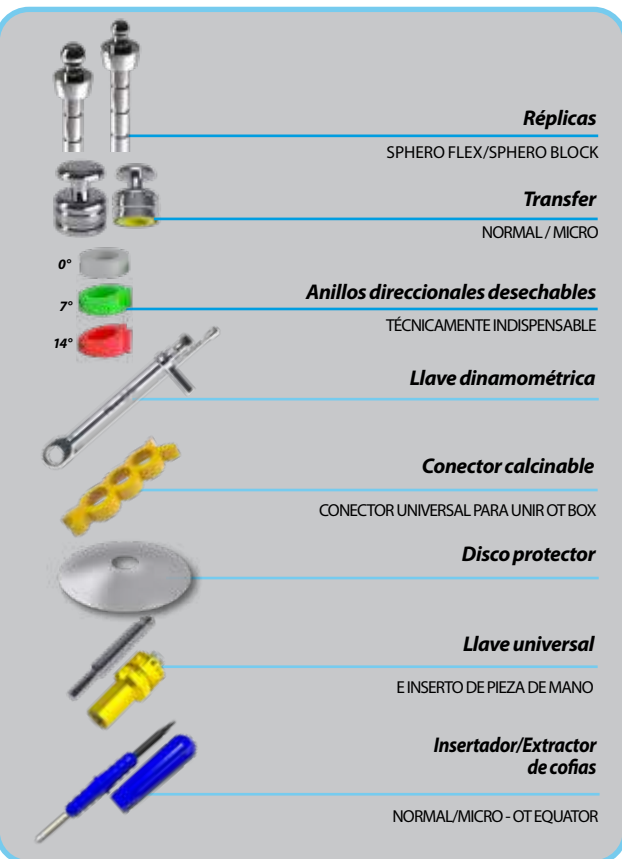 Réplicas
SPHERO FLEX/SPHERO BLOCK
Transfer
NORMAL / MICRO
0°
7°
14°
Anillos direccionales desechables
TÉCNICAMENTE INDISPENSABLE
Llave dinamométrica
Conector calcinable
CONECTOR UNIVERSAL PARA UNIR OT BOX
Disco protector
Llave universal
E INSERTO DE PIEZA DE MANO
Insertador/Extractor
de cofias
NORMAL/MICRO - OT EQUATOR